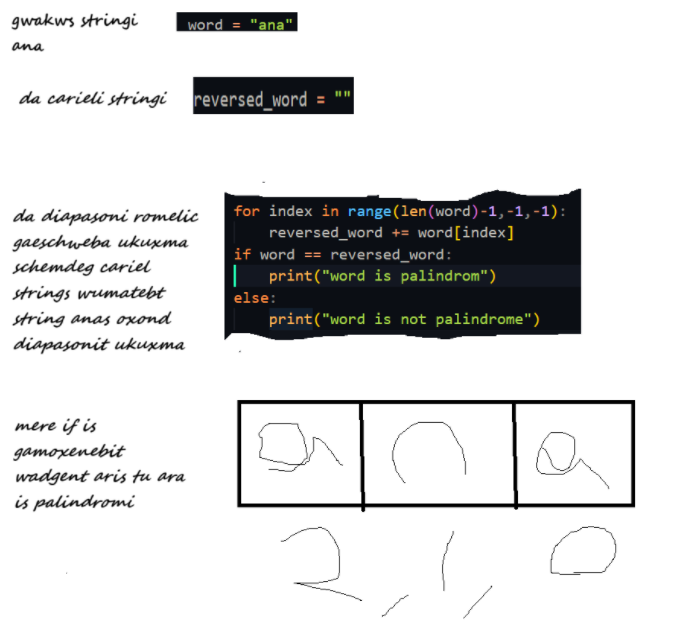 gwakws stringi
ana
word = "ana"
da carieli stringi
reversed_word = ""
da diapasoni romelic
gaeschweba ukuxma
schemdeg cariel
strings wumatebt
string anas oxond
diapasonit ukuxma
for index in range(len(word)-1,-1,-1):
reversed_word += word[index]
if word == reversed_word:
print("word is palindrom")
else:
print("word is not palindrome")
mere if is
gamoxenebit
wadgent aris tu ara
is palindromi
a n a
2, 1, 0